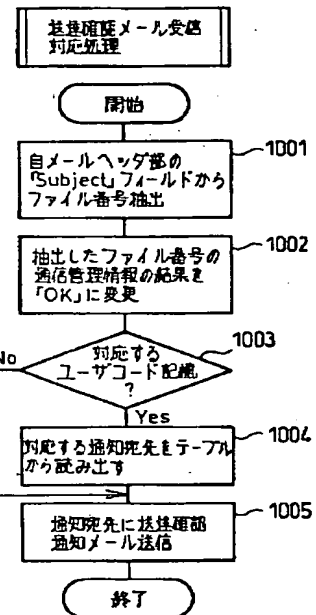 送達確認メール受信
対応処理
開始
自メールヘッダ部の
「Subject」フィールドから
ファイル番号抽出
1001
抽出したファイル番号の
通信管理情報の結果を
「OK」に変更
1002
対応する
ユーザコード記憶
?
1003
No
Yes
対応する通知宛先をテーブル
から読み出す
1004
通知宛先に送達確認
通知メール送信
1005
終了